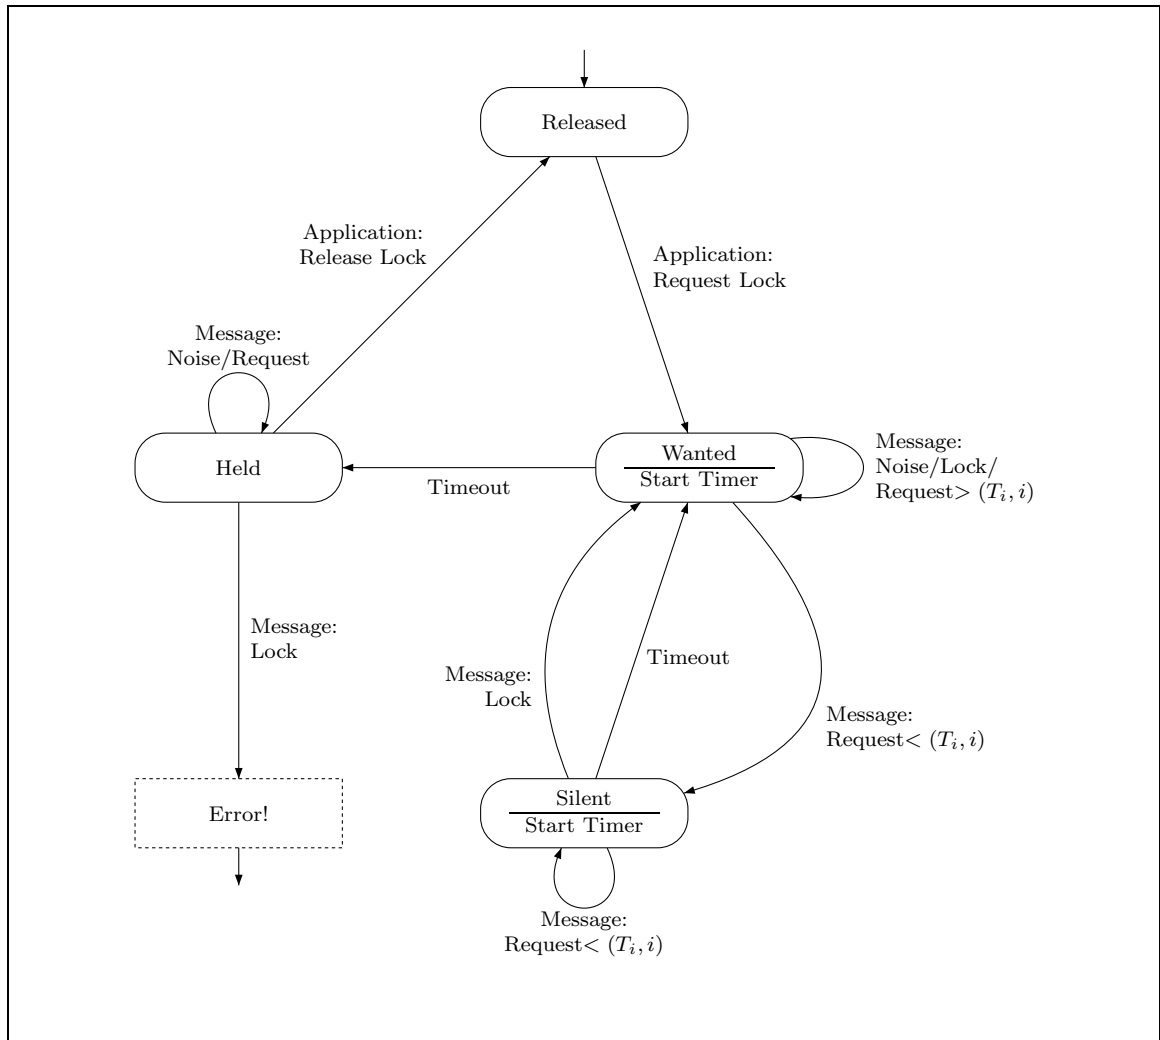 Released
Application:
Release Lock
Application:
Request Lock
Message:
Noise/Request
Held
Timeout
Wanted
Start Timer
Message:
Noise/Lock/
Request> (T_i, i)
Message:
Lock
Message:
Lock
Timeout
Message:
Request< (T_i, i)
Error!
Silent
Start Timer
Message:
Request< (T_i, i)